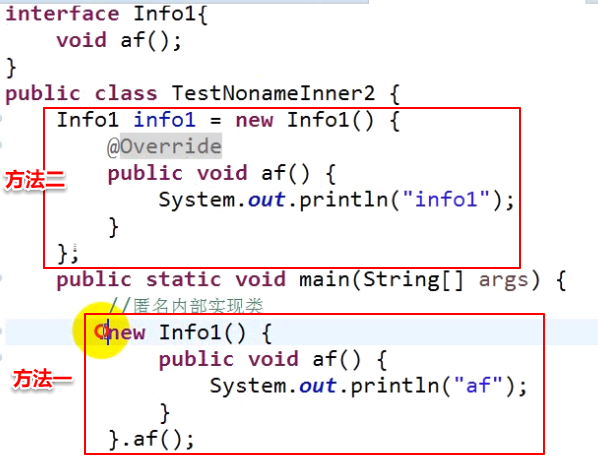 interface Info1{
void af();
}
public class TestNonameInner2 {
Info1 info1 = new Info1() {
@Override
方法二
public void af() {
System.out.println("info1");
}
};
public static void main(String[] args) {
//匿名内部实现类
new Info1() {
public void af() {
方法一
System.out.println("af");
}
}.af();